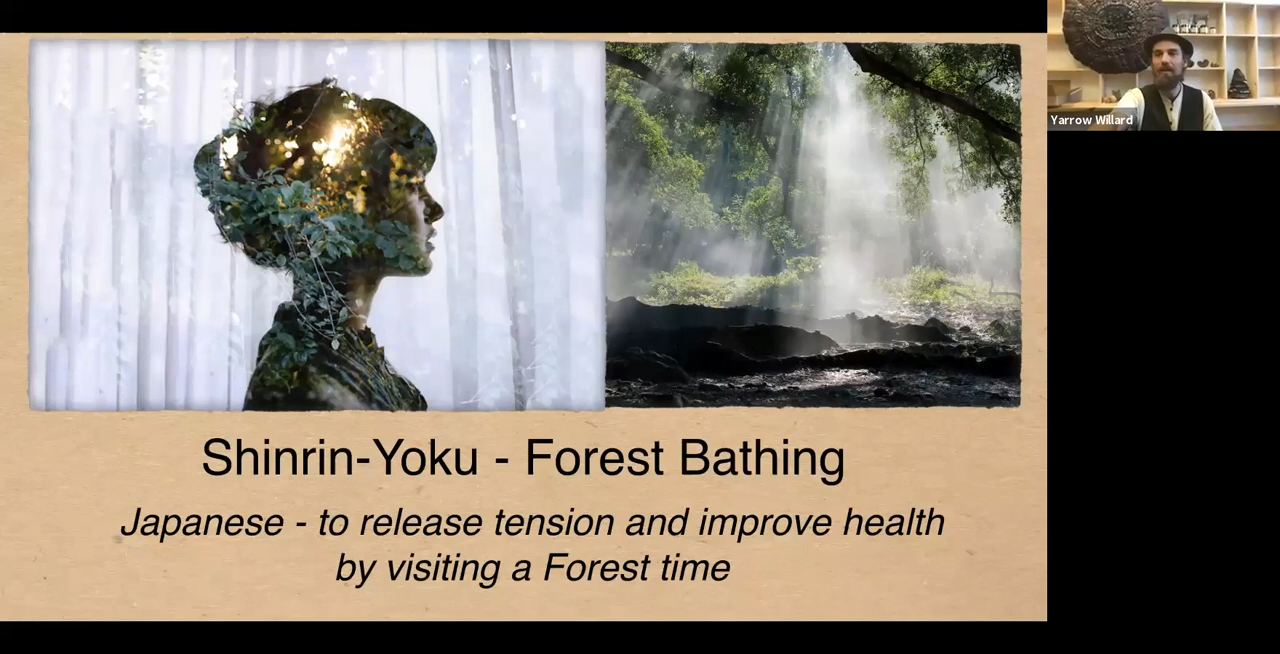 Yarrow Willard
Shinrin-Yoku - Forest Bathing
Japanese - to release tension and improve health
by visiting a Forest time